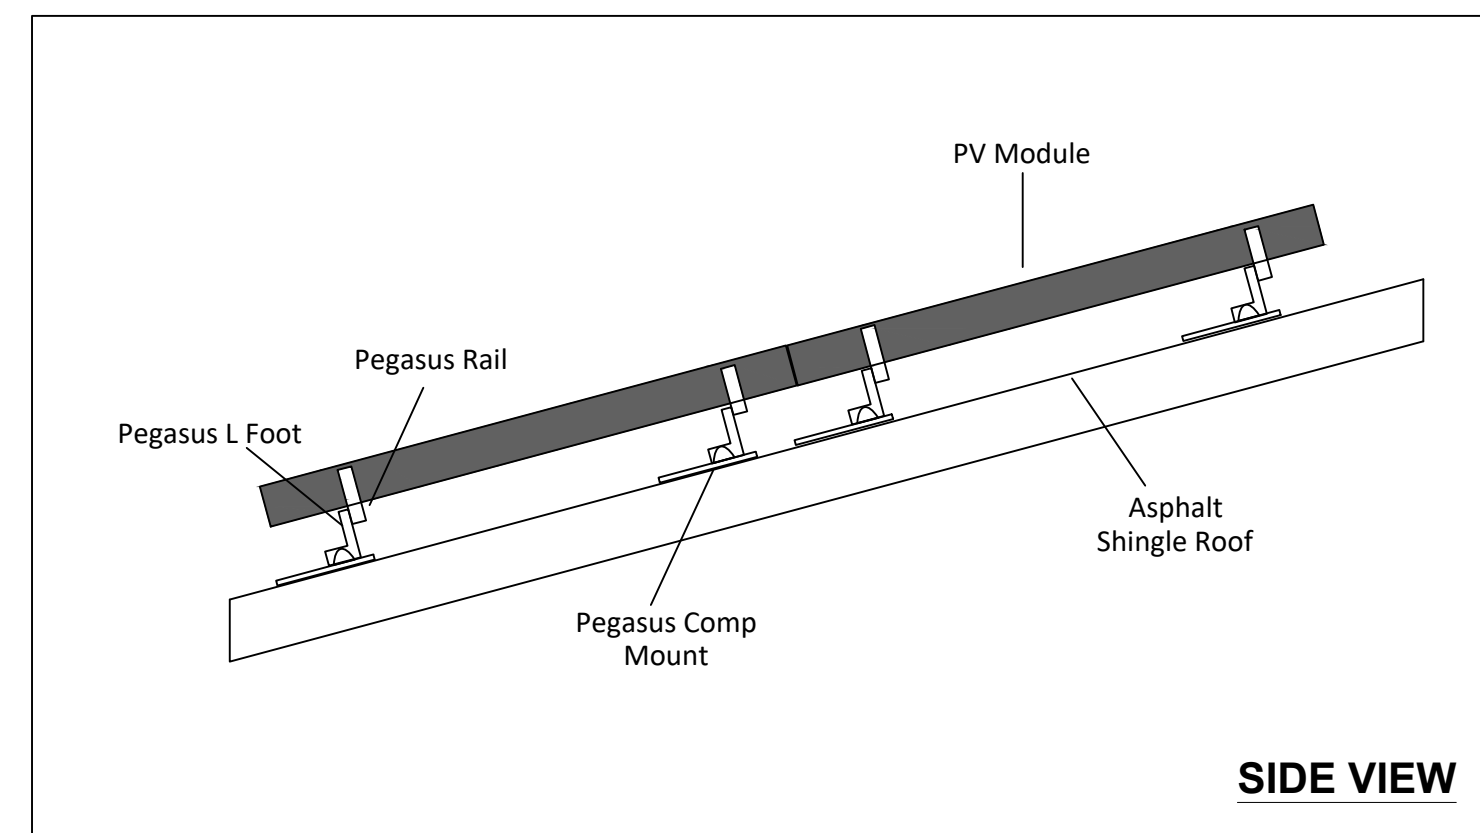 PV Module
Pegasus Rail
Pegasus L Foot
Asphalt
Shingle Roof
Pegasus Comp
Mount
SIDE VIEW